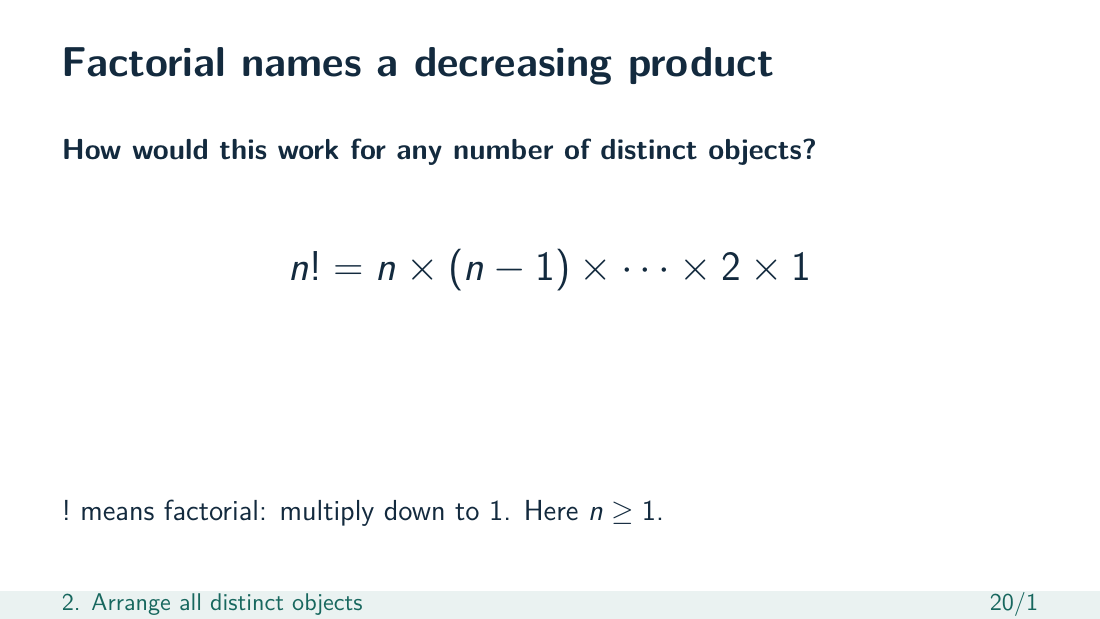 Factorial names a decreasing product
How would this work for any number of distinct objects?
n! = n × (n − 1) × · · · × 2 × 1
! means factorial: multiply down to 1. Here n ≥ 1.
2. Arrange all distinct objects 20/1